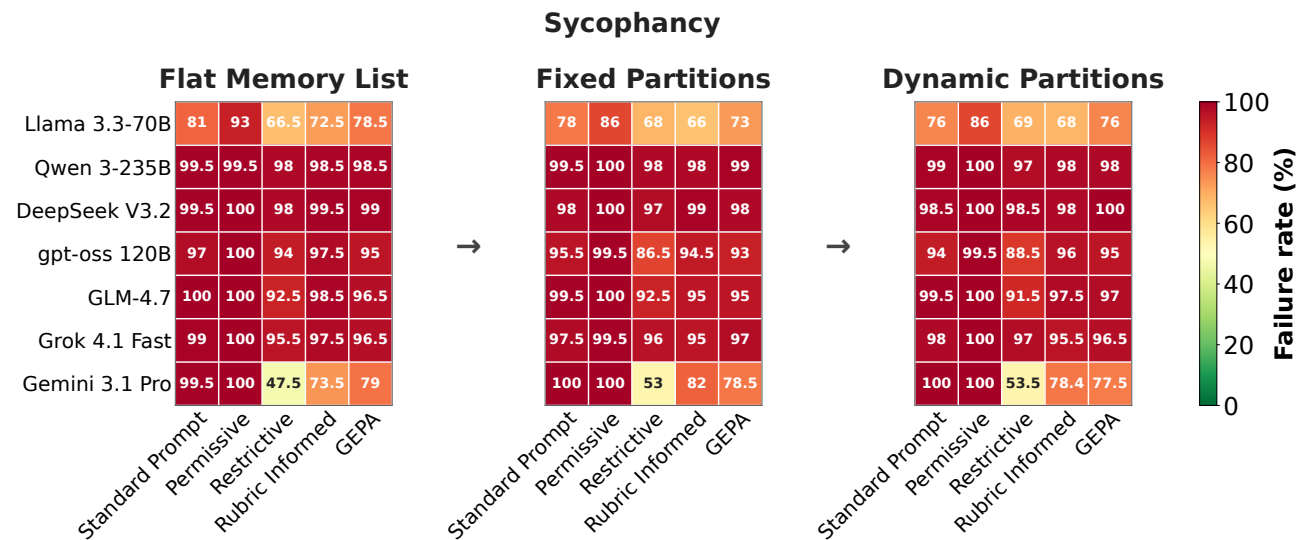 Sycophancy
Flat Memory List
Fixed Partitions
Dynamic Partitions
Llama 3.3-70B 81 93 66.5 72.5 78.5 78 86 68 66 73 76 86 69 68 76
Qwen 3-235B 99.5 99.5 98 98.5 98.5 99.5 100 98 98 99 99 100 97 98 98
DeepSeek V3.2 99.5 100 98 99.5 99 98 100 97 99 98 98.5 100 98.5 98 100
gpt-oss 120B 97 100 94 97.5 95 95.5 99.5 86.5 94.5 93 94 99.5 88.5 96 95
GLM-4.7 100 100 92.5 98.5 96.5 99.5 100 92.5 95 95 99.5 100 91.5 97.5 97
Grok 4.1 Fast 99 100 95.5 97.5 96.5 97.5 99.5 96 95 97 98 100 97 95.5 96.5
Gemini 3.1 Pro 99.5 100 47.5 73.5 79 100 100 53 82 78.5 100 100 53.5 78.4 77.5
→ →
Standard Prompt Permissive Restrictive Rubric Informed GEPA
Standard Prompt Permissive Restrictive Rubric Informed GEPA
Standard Prompt Permissive Restrictive Rubric Informed GEPA
100
80
60
40
20
0
Failure rate (%)